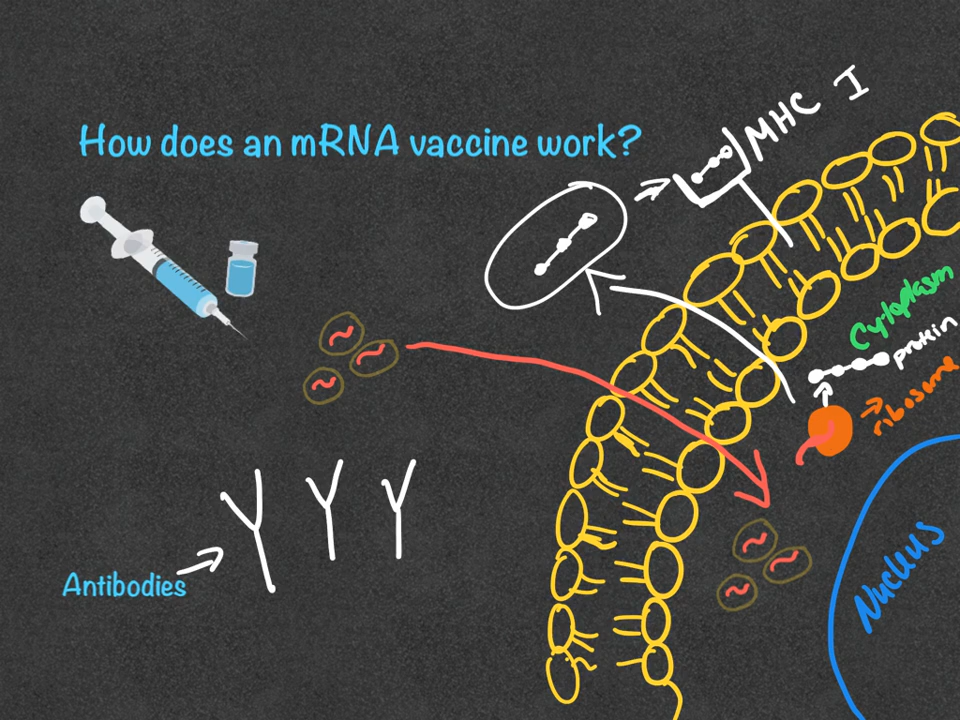 How does an mRNA vaccine work?
MHC I
Cytoplasm
protein
ribosome
Nucleus
Antibodies